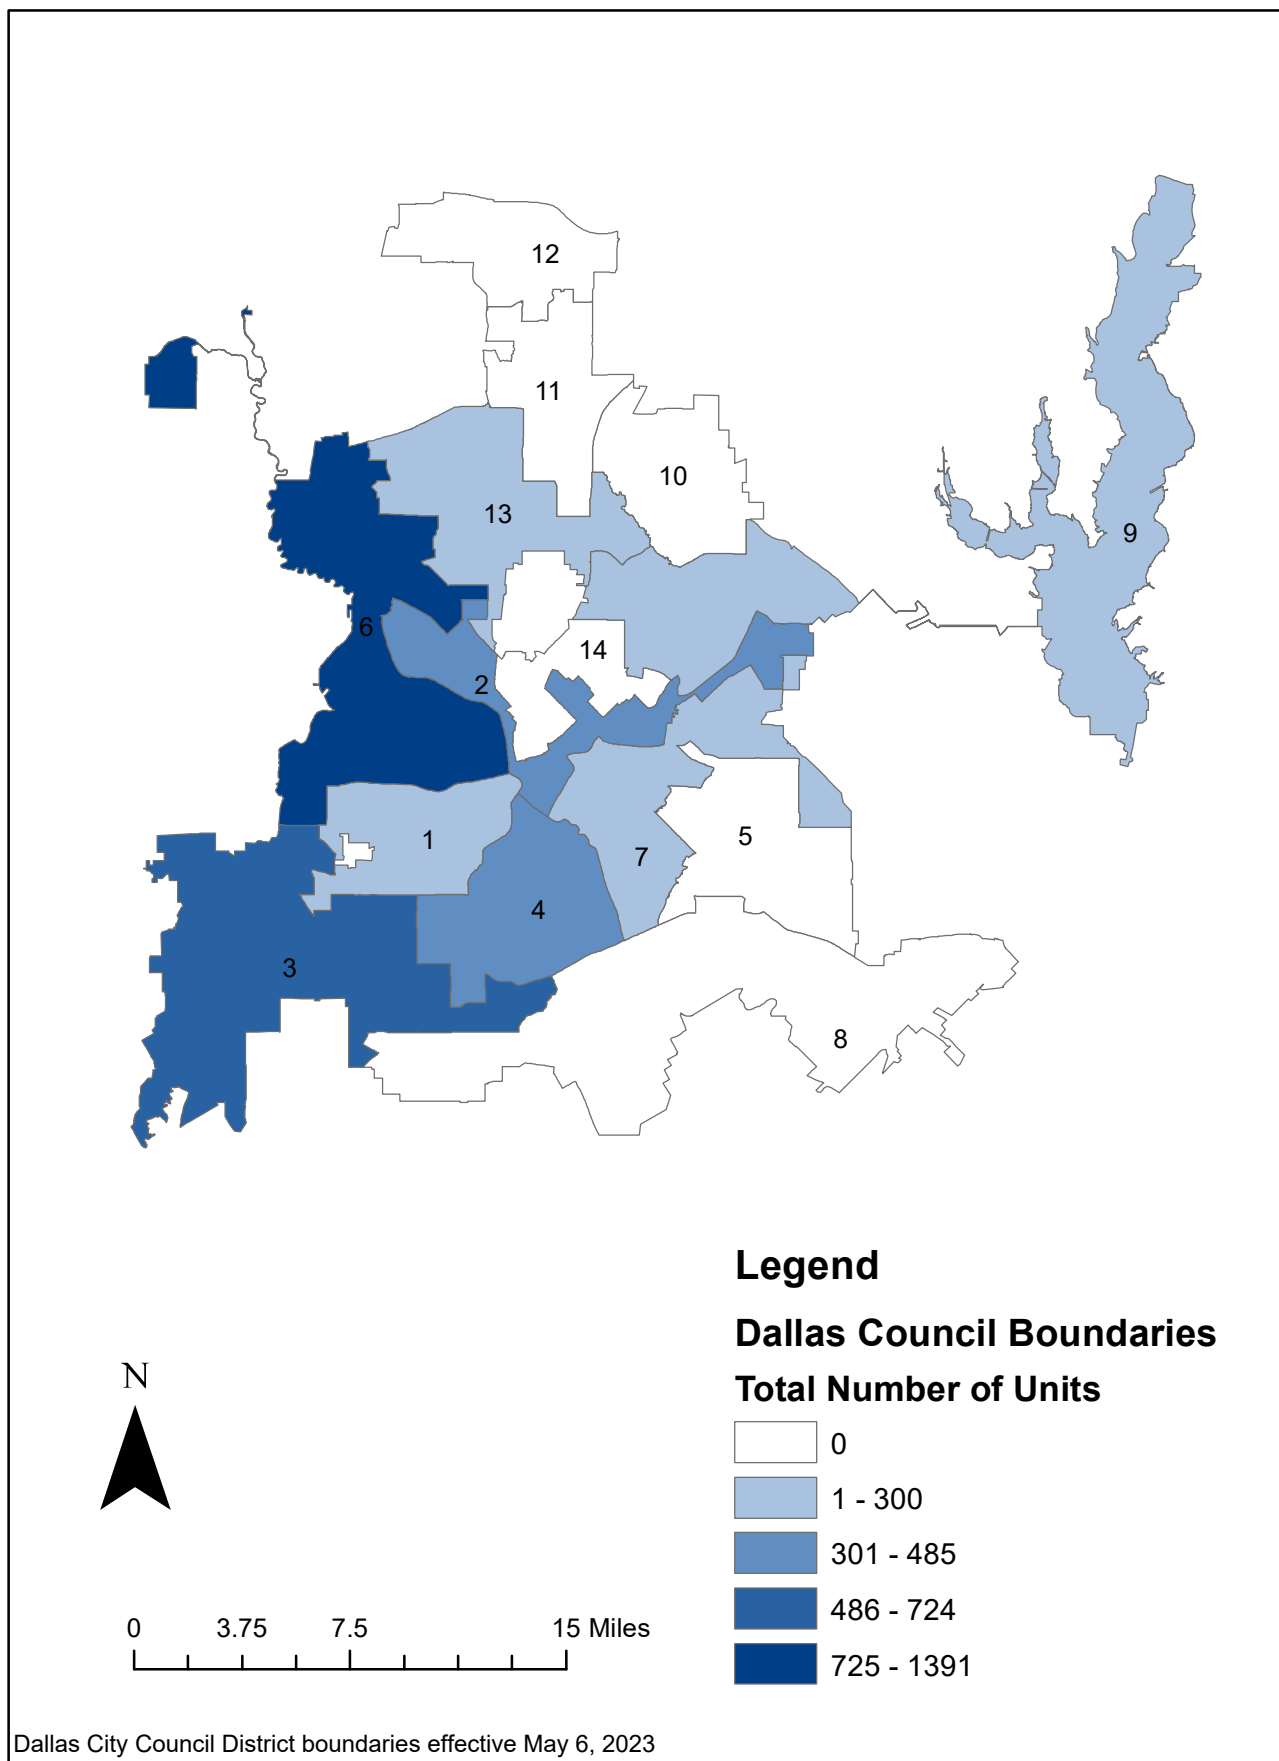 12
11
10
13
9
6
14
2
1
5
7
4
3
8
Legend
Dallas Council Boundaries
Total Number of Units
0
1 - 300
301 - 485
486 - 724
725 - 1391
N
0 3.75 7.5 15 Miles
Dallas City Council District boundaries effective May 6, 2023